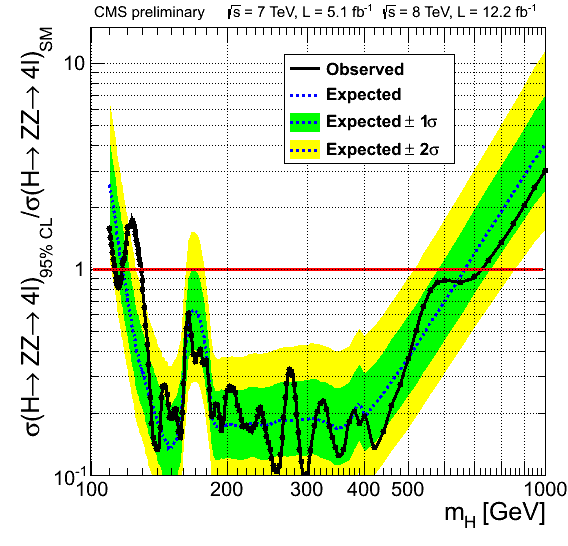 CMS preliminary √s = 7 TeV, L = 5.1 fb⁻¹ √s = 8 TeV, L = 12.2 fb⁻¹
σ(H→ ZZ→ 4l)95% CL/σ(H→ ZZ→ 4l)SM
10
1
10⁻¹
Observed
Expected
Expected ± 1σ
Expected ± 2σ
100 200 300 400 500 1000
mH [GeV]